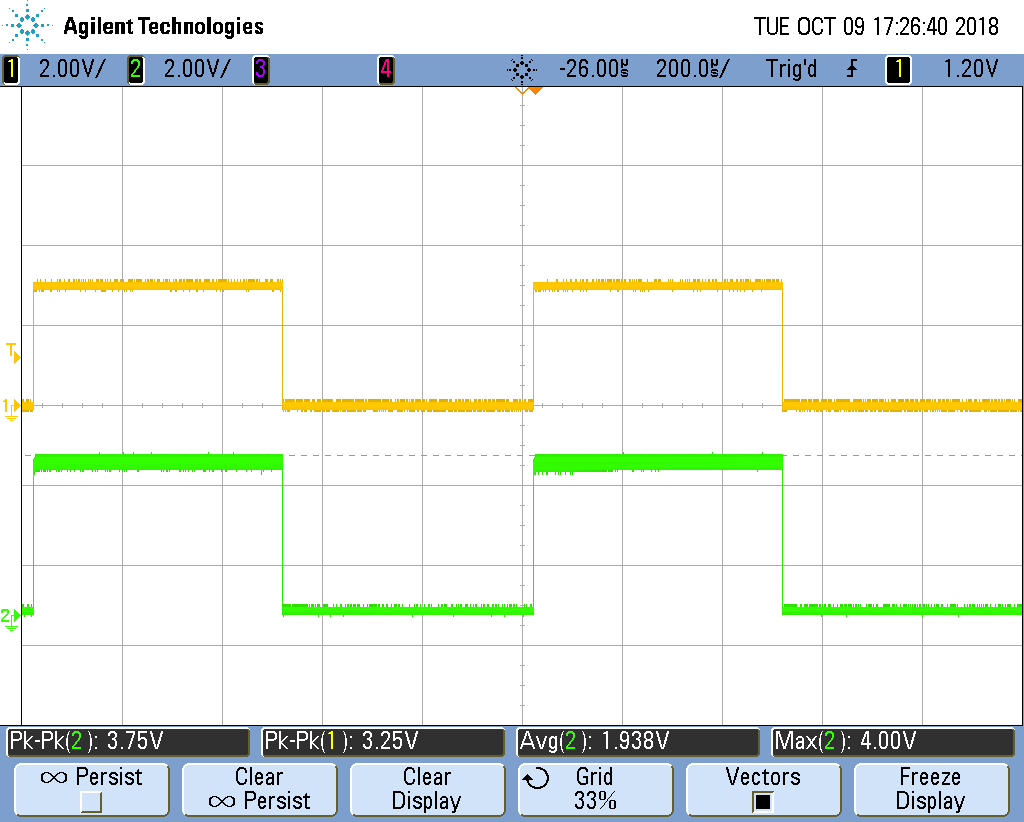 Agilent Technologies
TUE OCT 09 17:26:40 2018
1 2.00V/ 2 2.00V/ 3 4 -26.00µs 200.0µs/ Trig'd 1 1.20V
T
1
2
Pk-Pk(2): 3.75V Pk-Pk(1): 3.25V Avg(2): 1.938V Max(2): 4.00V
∞ Persist
Clear
∞ Persist
Clear
Display
Grid
33%
Vectors
Freeze
Display